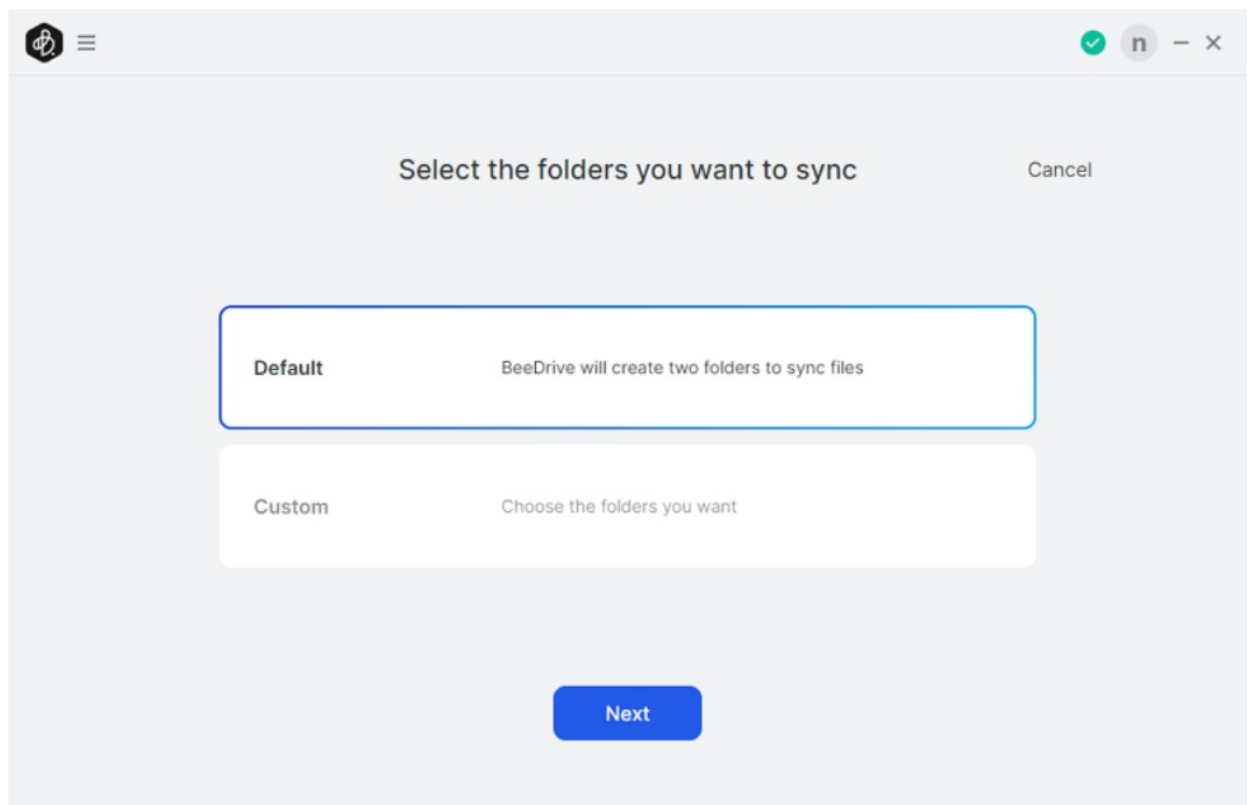 n
Select the folders you want to sync
Cancel
Default
BeeDrive will create two folders to sync files
Custom
Choose the folders you want
Next